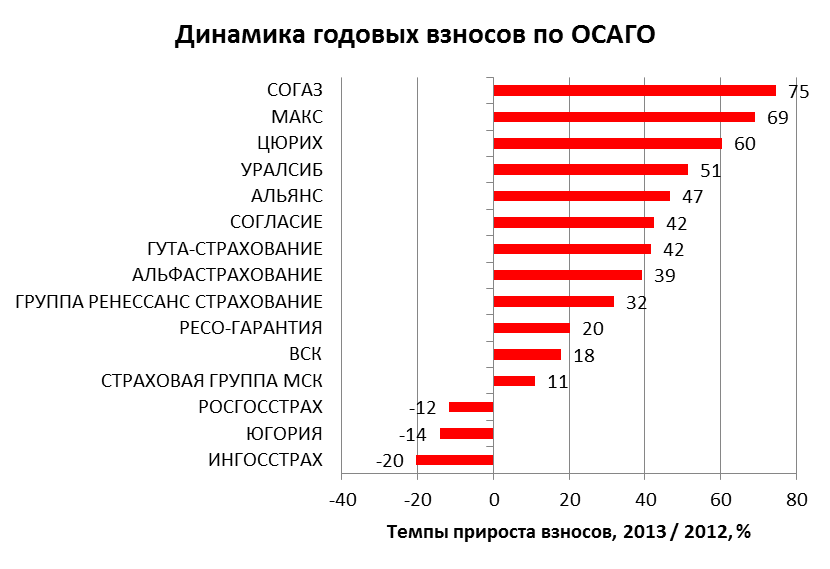 Динамика годовых взносов по ОСАГО
СОГАЗ 75
МАКС 69
ЦЮРИХ 60
УРАЛСИБ 51
АЛЬЯНС 47
СОГЛАСИЕ 42
ГУТА-СТРАХОВАНИЕ 42
АЛЬФАСТРАХОВАНИЕ 39
ГРУППА РЕНЕССАНС СТРАХОВАНИЕ 32
РЕСО-ГАРАНТИЯ 20
ВСК 18
СТРАХОВАЯ ГРУППА МСК 11
РОСГОССТРАХ -12
ЮГОРИЯ -14
ИНГОССТРАХ -20
-40 -20 0 20 40 60 80
Темпы прироста взносов, 2013 / 2012, %